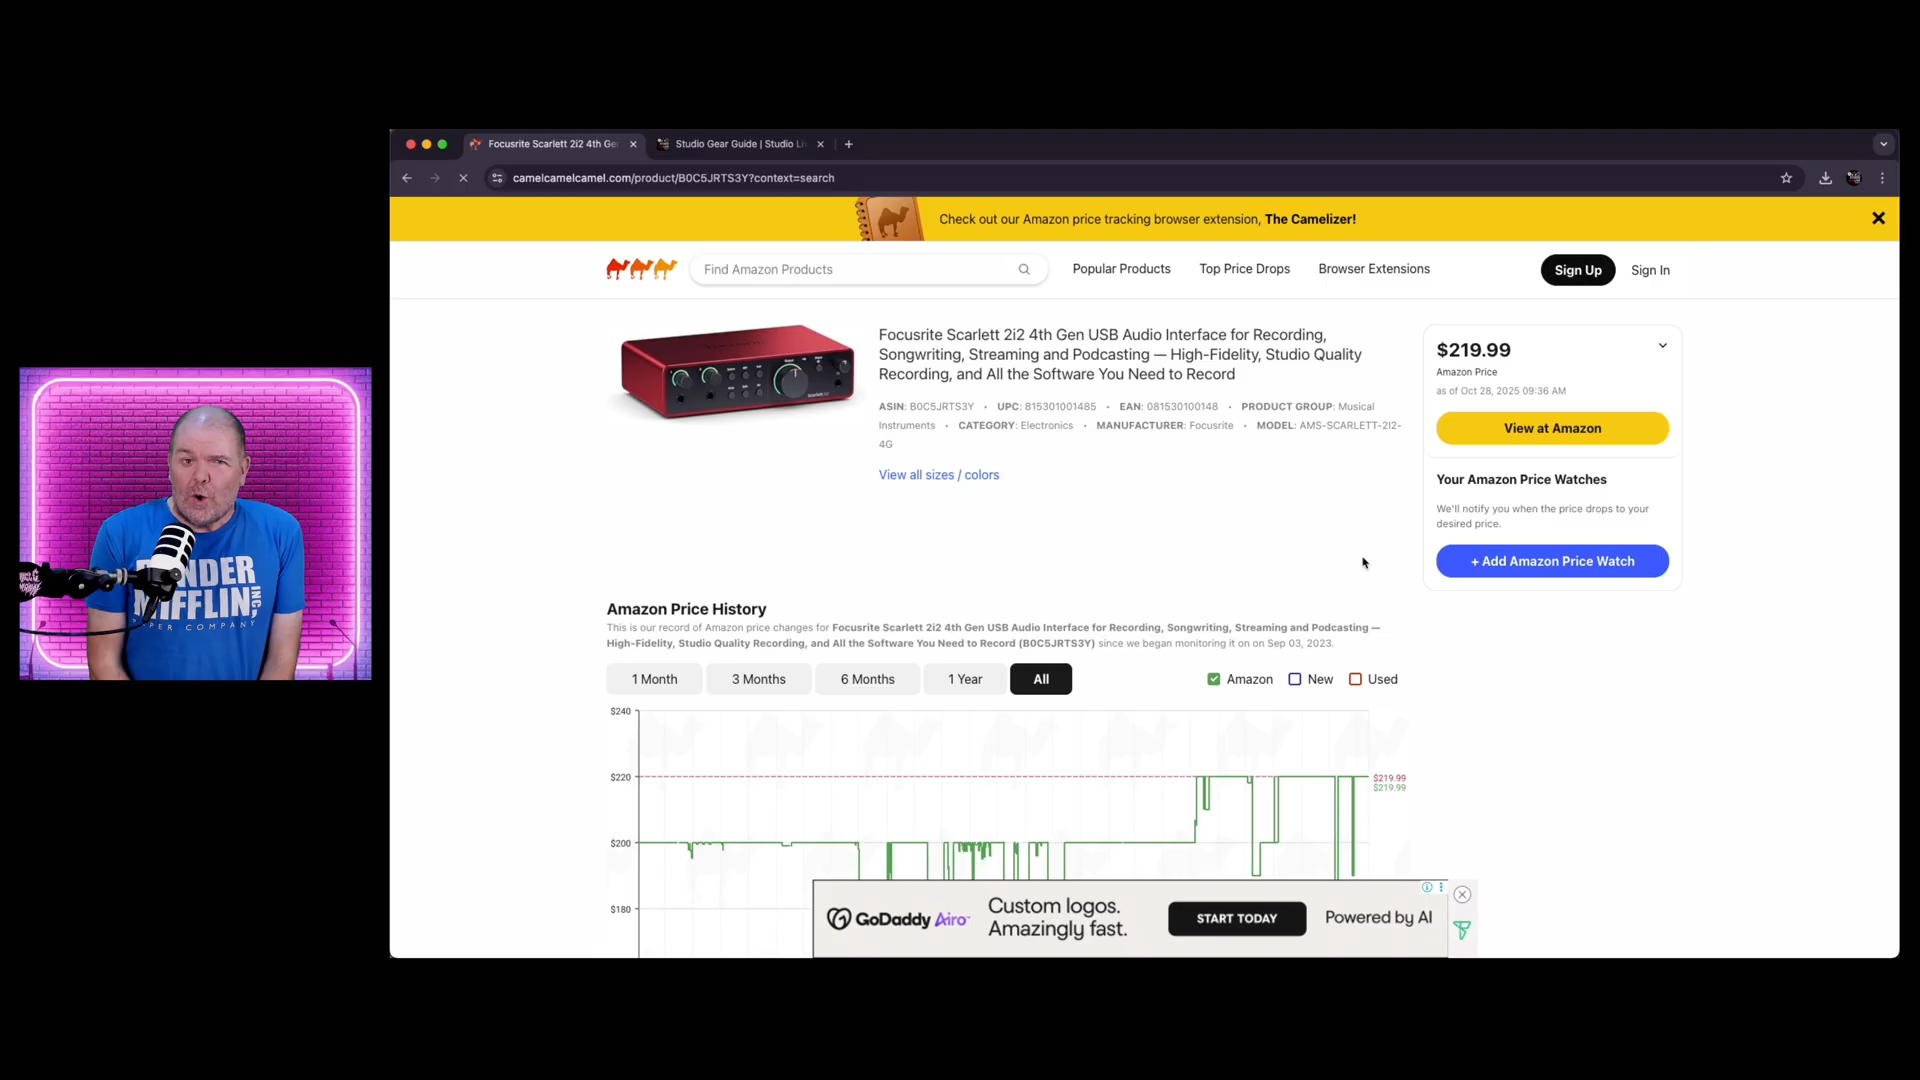 Focusrite Scarlett 2i2 4th Ge
Studio Gear Guide | Studio Li
camelcamelcamel.com/product/B0C5JRTS3Y?context=search
Check out our Amazon price tracking browser extension, The Camelizer!
Find Amazon Products
Popular Products
Top Price Drops
Browser Extensions
Sign Up
Sign In
Focusrite Scarlett 2i2 4th Gen USB Audio Interface for Recording,
Songwriting, Streaming and Podcasting — High-Fidelity, Studio Quality
Recording, and All the Software You Need to Record
ASIN: B0C5JRTS3Y • UPC: 815301001485 • EAN: 081530100148 • PRODUCT GROUP: Musical
Instruments • CATEGORY: Electronics • MANUFACTURER: Focusrite • MODEL: AMS-SCARLETT-2I2-
4G
View all sizes / colors
$219.99
Amazon Price
as of Oct 28, 2025 09:36 AM
View at Amazon
Your Amazon Price Watches
We'll notify you when the price drops to your
desired price.
+ Add Amazon Price Watch
NDER
MIFFLIN INC.
PER COMPANY
Amazon Price History
This is our record of Amazon price changes for Focusrite Scarlett 2i2 4th Gen USB Audio Interface for Recording, Songwriting, Streaming and Podcasting —
High-Fidelity, Studio Quality Recording, and All the Software You Need to Record (B0C5JRTS3Y) since we began monitoring it on on Sep 03, 2023.
1 Month
3 Months
6 Months
1 Year
All
Amazon
New
Used
$240
$220
$219.99
$219.99
$200
$180
GoDaddy Airo™
Custom logos.
Amazingly fast.
START TODAY
Powered by AI